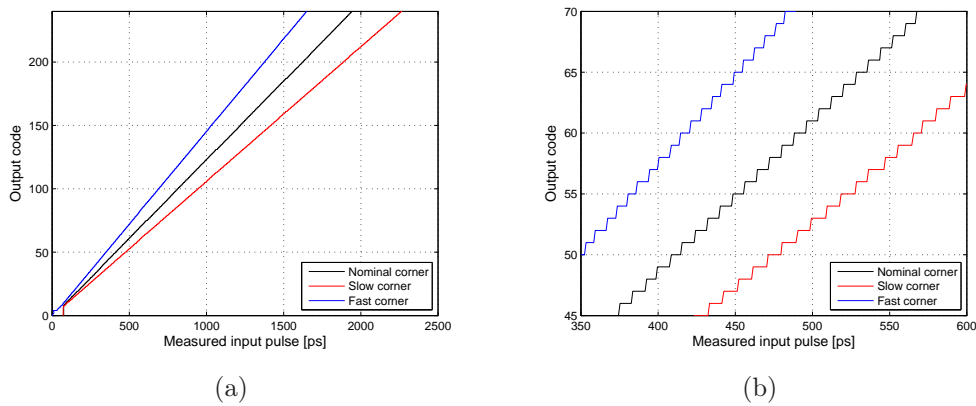 200
150
100
50
0
0
500
1000
1500
2000
2500
Output code
Measured input pulse [ps]
Nominal corner
Slow corner
Fast corner
(a)
70
65
60
55
50
45
350
400
450
500
550
600
Output code
Measured input pulse [ps]
Nominal corner
Slow corner
Fast corner
(b)